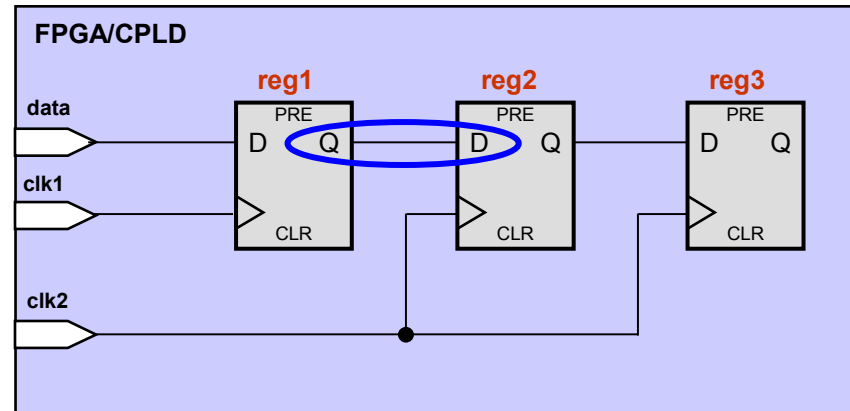 FPGA/CPLD
reg1 reg2 reg3
data
PRE PRE PRE
D Q D Q D Q
clk1
CLR CLR CLR
clk2